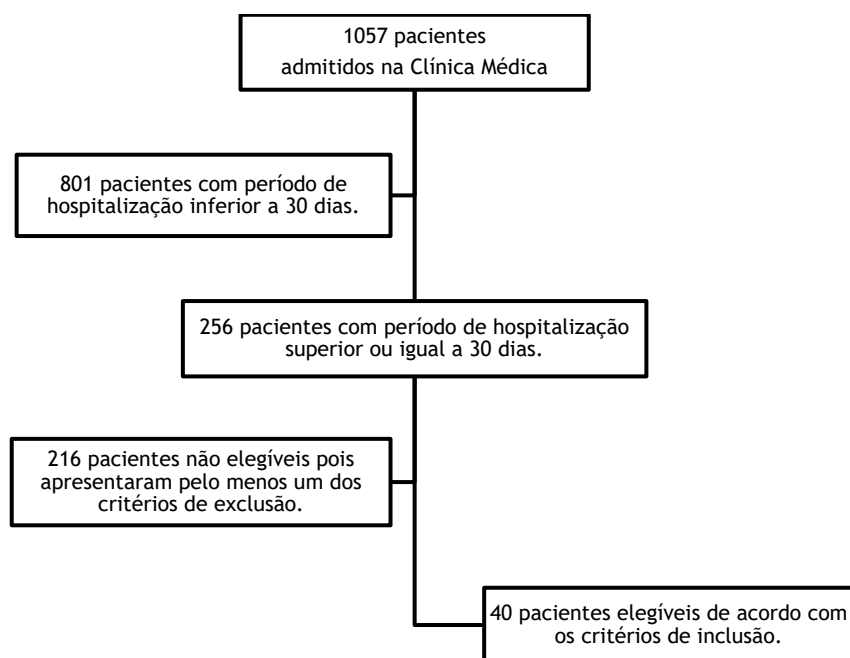 1057 pacientes
admitidos na Clínica Médica
801 pacientes com período de
hospitalização inferior a 30 dias.
256 pacientes com período de hospitalização
superior ou igual a 30 dias.
216 pacientes não elegíveis pois
apresentaram pelo menos um dos
critérios de exclusão.
40 pacientes elegíveis de acordo com
os critérios de inclusão.